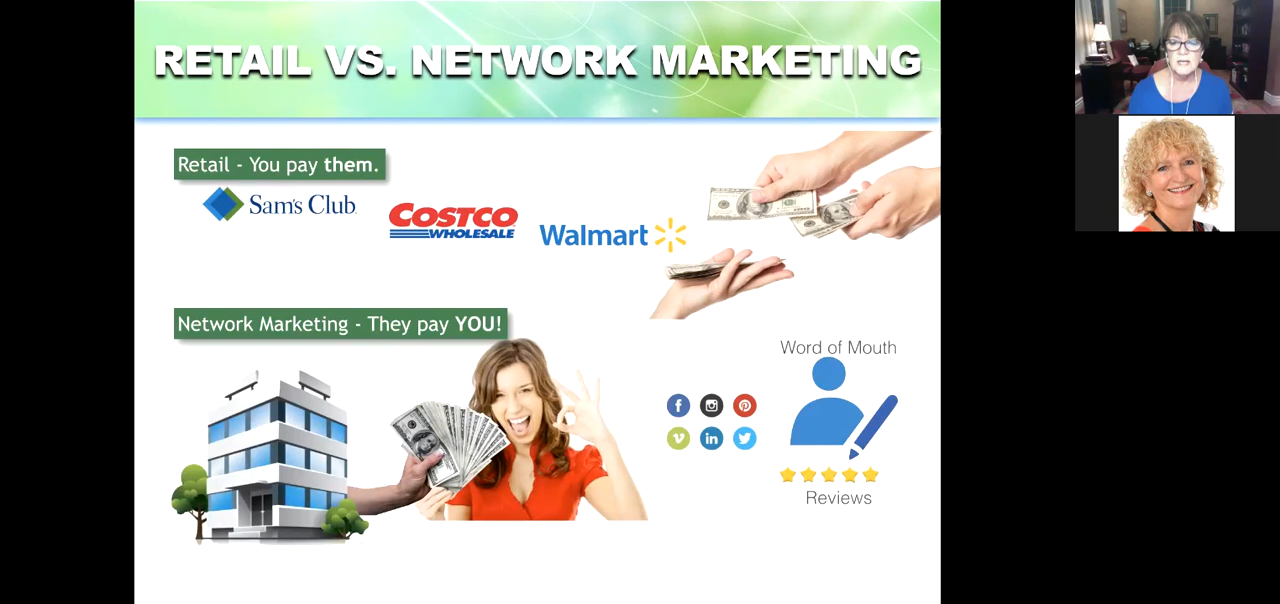 RETAIL VS. NETWORK MARKETING
Retail - You pay them.
Sam's Club
COSTCO
WHOLESALE
Walmart
Network Marketing - They pay YOU!
Word of Mouth
Reviews